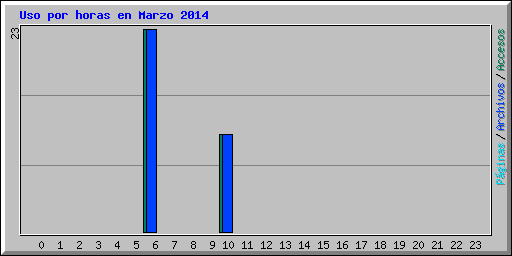 Uso por horas en Marzo 2014
23
Páginas / Archivos / Accesos
0 1 2 3 4 5 6 7 8 9 10 11 12 13 14 15 16 17 18 19 20 21 22 23